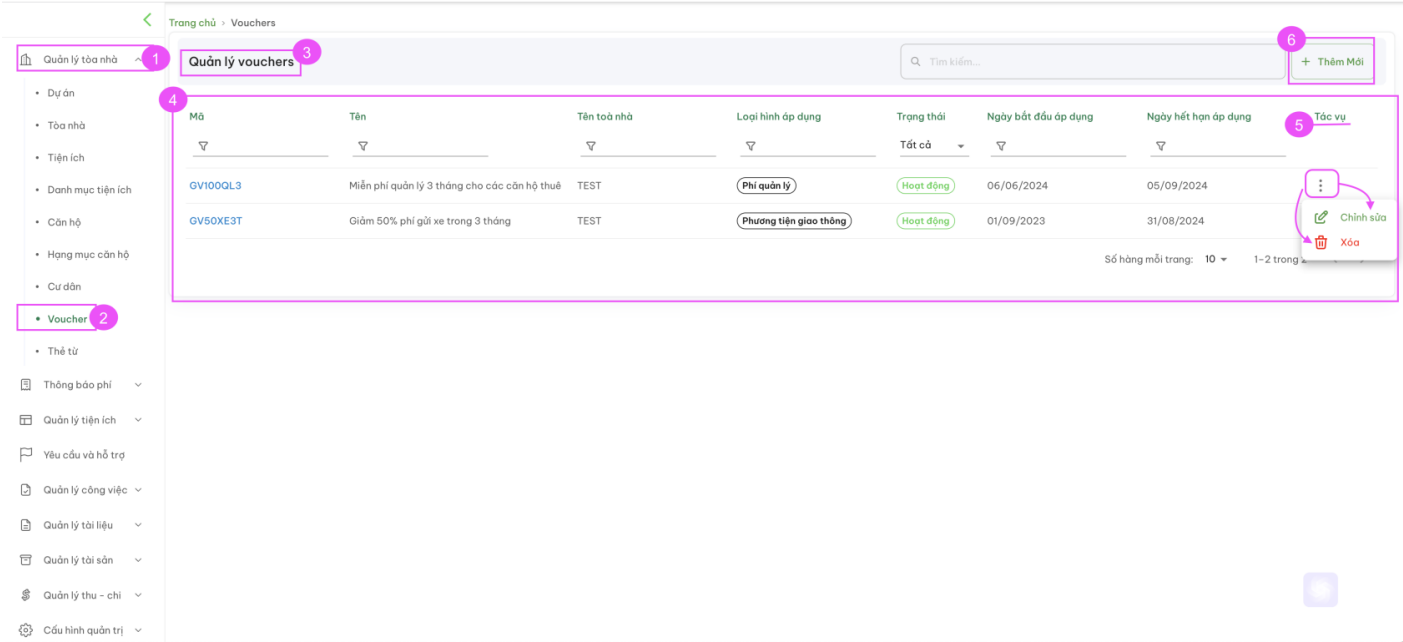 Trang chủ > Vouchers
Quản lý tòa nhà
1
Dự án
Tòa nhà
Tiện ích
Danh mục tiện ích
Căn hộ
Hạng mục căn hộ
Cư dân
Voucher
2
Thẻ từ
Thông báo phí
Quản lý tiện ích
Yêu cầu và hỗ trợ
Quản lý công việc
Quản lý tài liệu
Quản lý tài sản
Quản lý thu - chi
Cấu hình quản trị
Quản lý vouchers
3
Tìm kiếm...
6
+ Thêm Mới
4
Mã Tên Tên toà nhà Loại hình áp dụng Trạng thái Ngày bắt đầu áp dụng Ngày hết hạn áp dụng 5 Tác vụ
Tất cả
GV100QL3 Miễn phí quản lý 3 tháng cho các căn hộ thuê TEST Phí quản lý Hoạt động 06/06/2024 05/09/2024
GV50XE3T Giảm 50% phí gửi xe trong 3 tháng TEST Phương tiện giao thông Hoạt động 01/09/2023 31/08/2024
Chỉnh sửa
Xóa
Số hàng mỗi trang: 10 1–2 trong